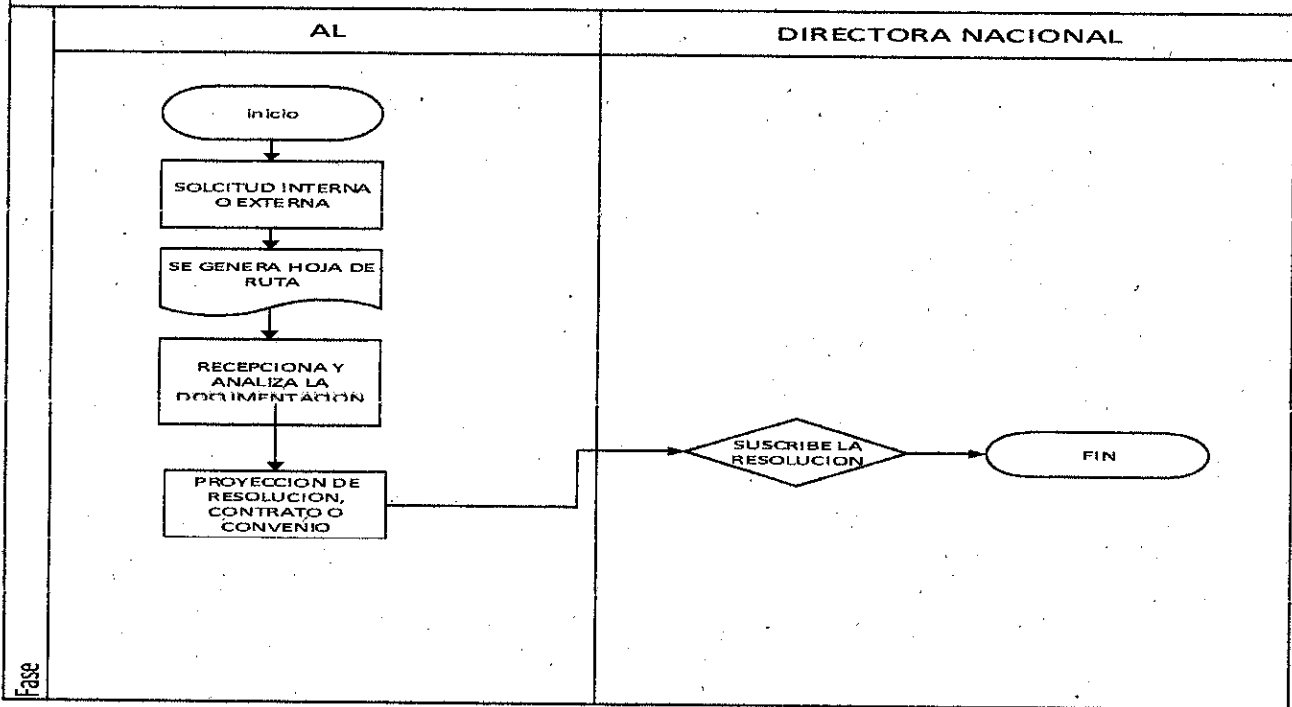 AL
DIRECTORA NACIONAL
inicio
SOLCITUD INTERNA
O EXTERNA
SE GENERA HOJA DE
RUTA
RECEPCIONA Y
ANALIZA LA
DOCUMENTACION
PROYECCION DE
RESOLUCION,
CONTRATO O
CONVENIO
SUSCRIBE LA
RESOLUCION
FIN
Fase